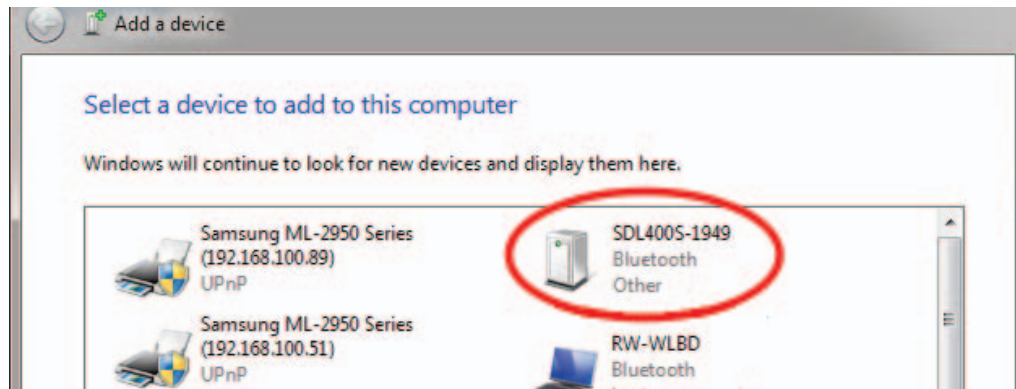 Add a device
Select a device to add to this computer
Windows will continue to look for new devices and display them here.
Samsung ML-2950 Series
(192.168.100.89)
UPnP
SDL400S-1949
Bluetooth
Other
Samsung ML-2950 Series
(192.168.100.51)
UPnP
RW-WLBD
Bluetooth